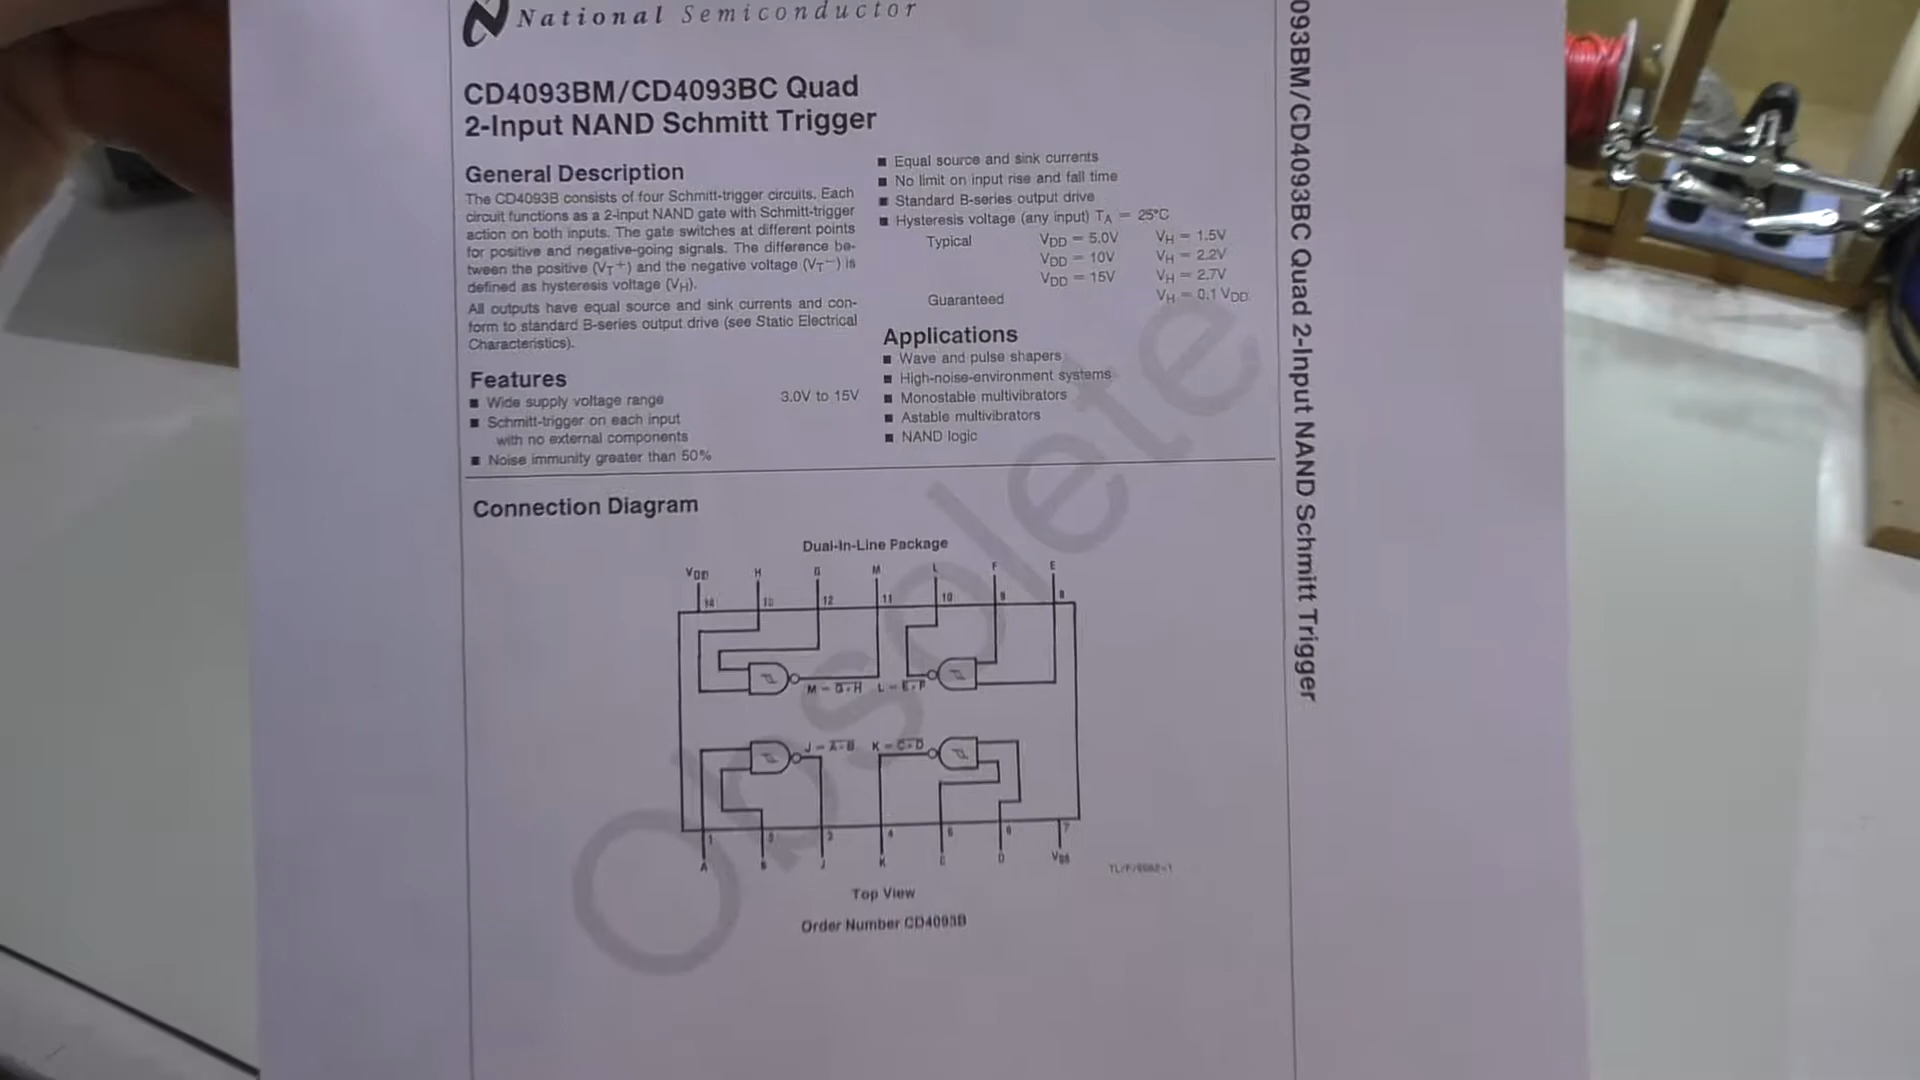 National Semiconductor
CD4093BM/CD4093BC Quad
2-Input NAND Schmitt Trigger
General Description
The CD4093B consists of four Schmitt-trigger circuits. Each
circuit functions as a 2-input NAND gate with Schmitt-trigger
action on both inputs. The gate switches at different points
for positive and negative-going signals. The difference be-
tween the positive (VT+) and the negative voltage (VT−) is
defined as hysteresis voltage (VH).
All outputs have equal source and sink currents and con-
form to standard B-series output drive (see Static Electrical
Characteristics).
Features
■ Wide supply voltage range 3.0V to 15V
■ Schmitt-trigger on each input
with no external components
■ Noise immunity greater than 50%
■ Equal source and sink currents
■ No limit on input rise and fall time
■ Standard B-series output drive
■ Hysteresis voltage (any input) TA = 25°C
Typical VDD = 5.0V VH = 1.5V
VDD = 10V VH = 2.2V
VDD = 15V VH = 2.7V
Guaranteed VH = 0.1 VDD
Applications
■ Wave and pulse shapers
■ High-noise-environment systems
■ Monostable multivibrators
■ Astable multivibrators
■ NAND logic
Connection Diagram
Dual-In-Line Package
VDD H G M L F E
14 13 12 11 10 9 8
M = G·H L = E·F
J = A·B K = C·D
1 2 3 4 5 6 7
A B J K C D VSS
Top View
Order Number CD4093B
Obsolete
093BM/CD4093BC Quad 2-Input NAND Schmitt Trigger